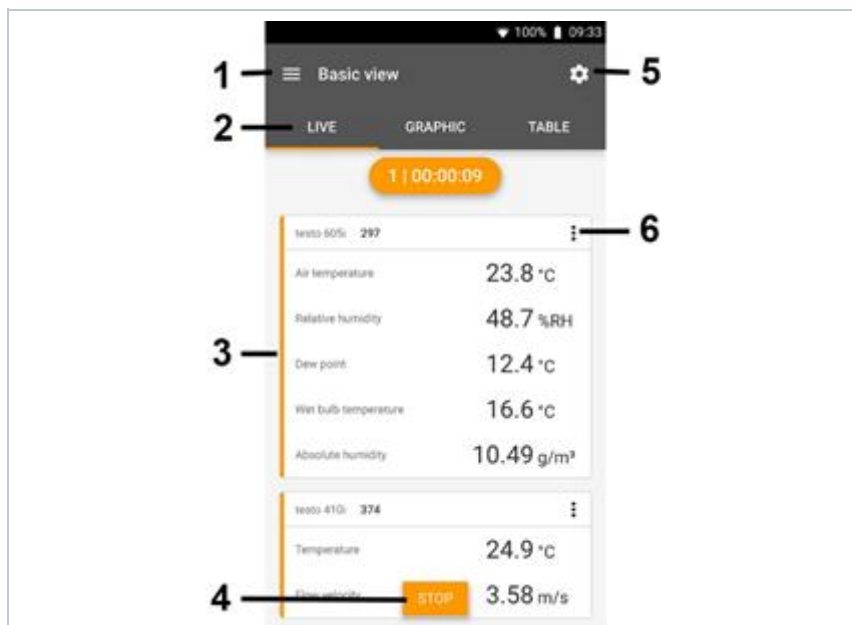 100% 09:33
1 Basic view 5
2 LIVE GRAPHIC TABLE
1 | 00:00:09
testo 605i 297 6
Air temperature 23.8 °C
Relative humidity 48.7 %RH
3
Dew point 12.4 °C
Wet bulb temperature 16.6 °C
Absolute humidity 10.49 g/m³
testo 410i 374
Temperature 24.9 °C
4 Flow velocity STOP 3.58 m/s